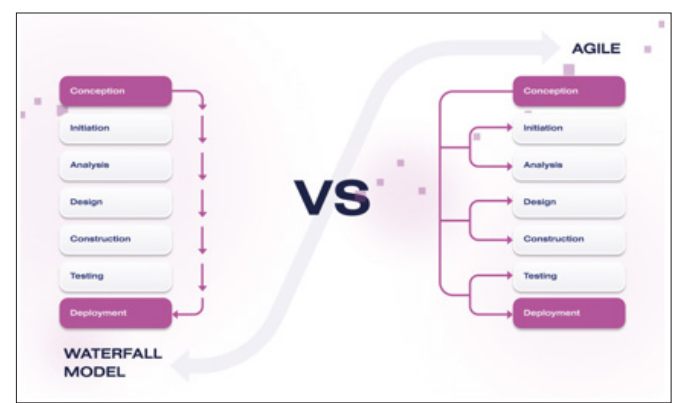 AGILE
Conception
Initiation
Analysis
Design
Construction
Testing
Deployment
WATERFALL
MODEL
VS
Conception
Initiation
Analysis
Design
Construction
Testing
Deployment